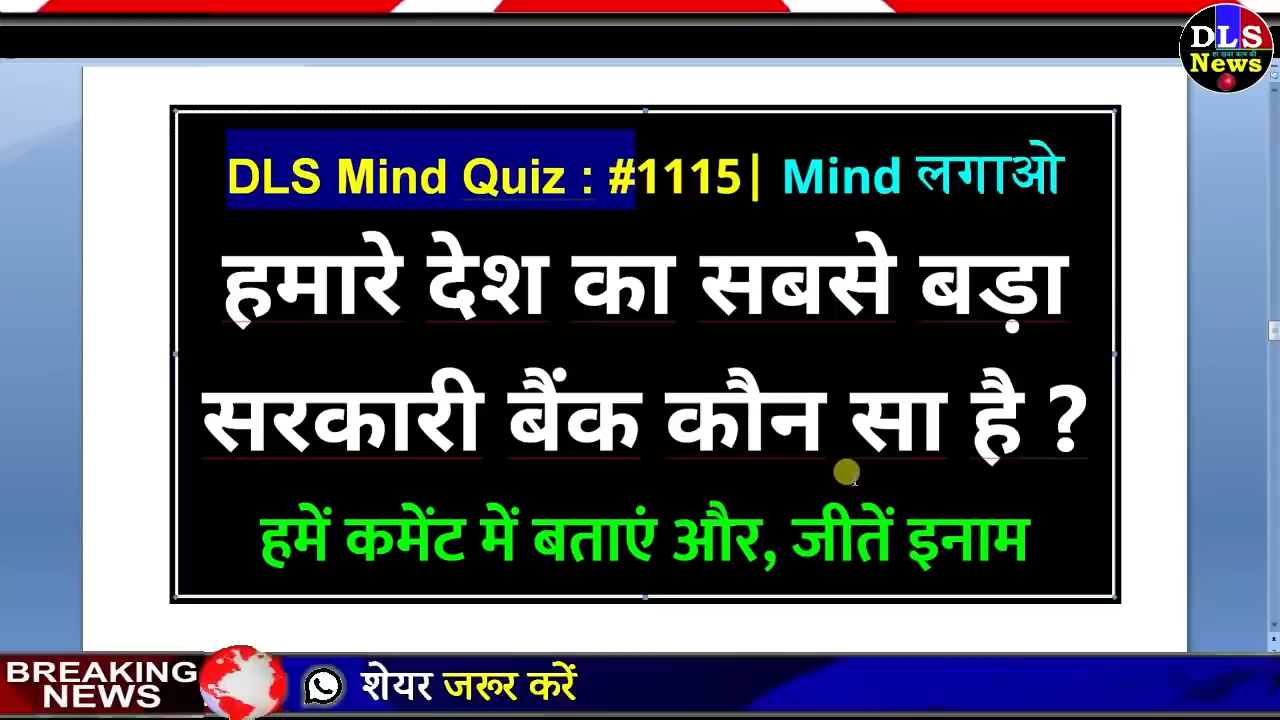 DLS
News
DLS Mind Quiz : #1115| Mind लगाओ
हमारे देश का सबसे बड़ा
सरकारी बैंक कौन सा है ?
हमें कमेंट में बताएं और, जीतें इनाम
BREAKING
NEWS
शेयर जरूर करें